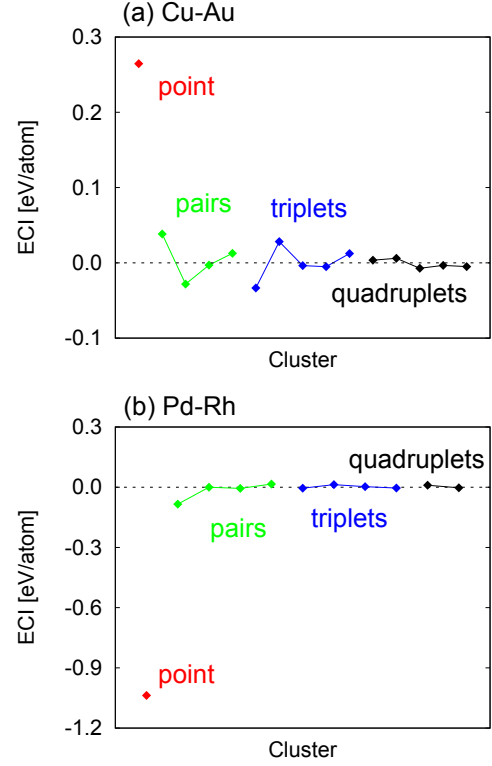 (a) Cu-Au
0.3
point
0.2
ECI [eV/atom]
0.1
pairs
triplets
0.0
quadruplets
-0.1
Cluster
(b) Pd-Rh
0.3
quadruplets
0.0
pairs
triplets
-0.3
ECI [eV/atom]
-0.6
-0.9
point
-1.2
Cluster